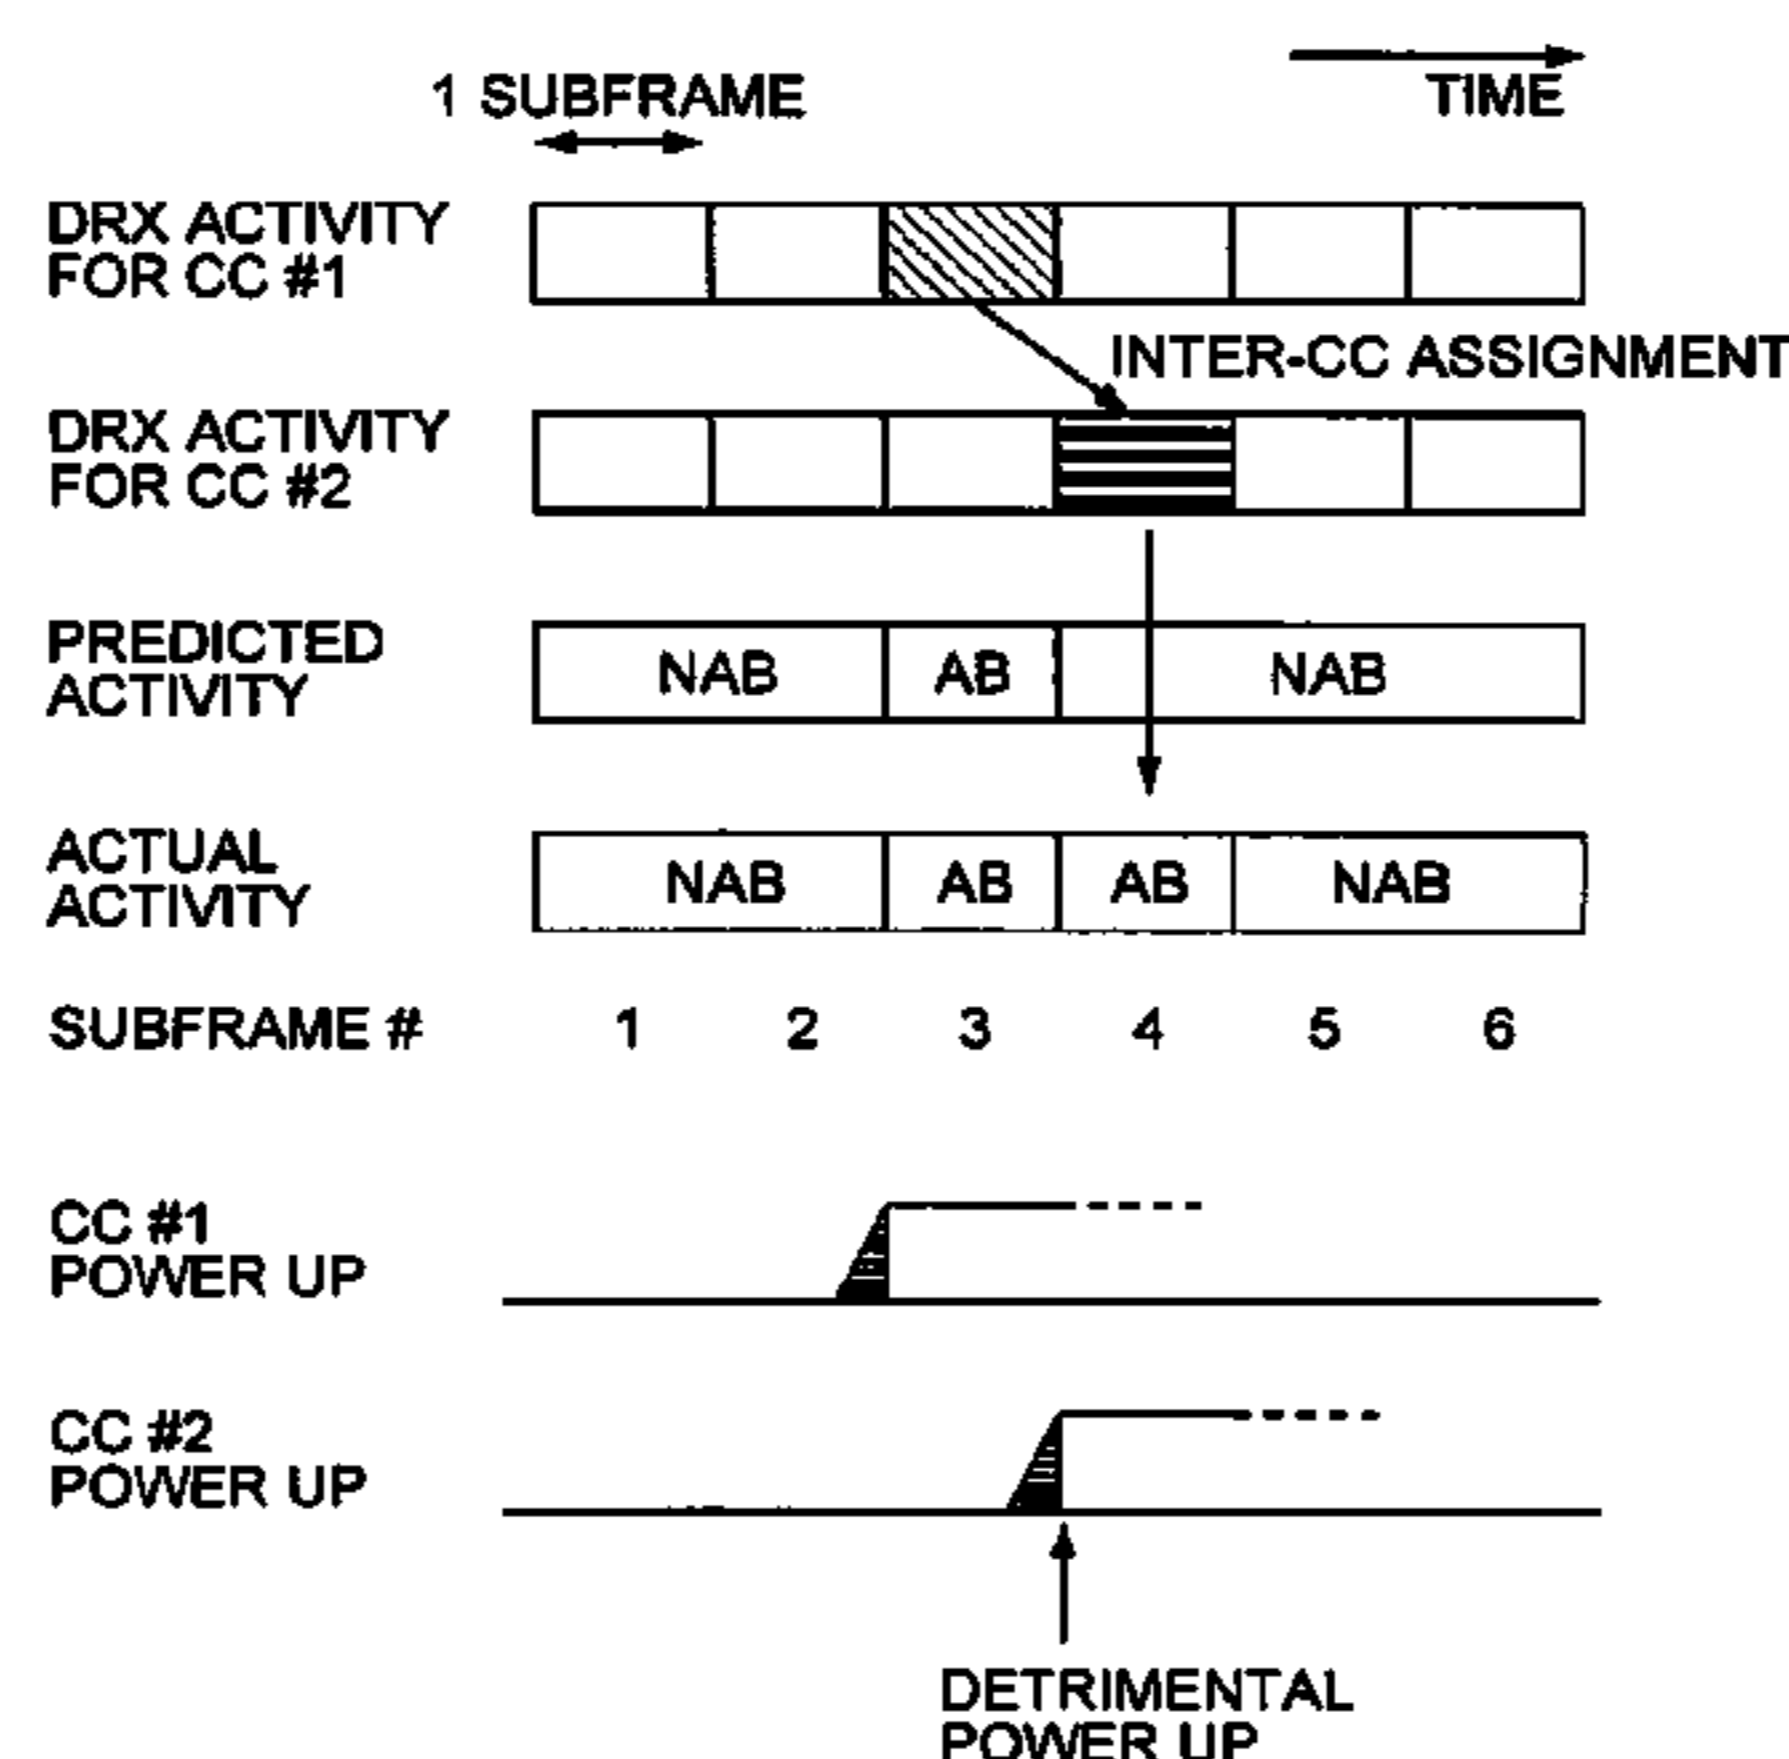 1 SUBFRAME
TIME
DRX ACTIVITY
FOR CC #1
INTER-CC ASSIGNMENT
DRX ACTIVITY
FOR CC #2
PREDICTED
ACTIVITY
NAB AB NAB
ACTUAL
ACTIVITY
NAB AB AB NAB
SUBFRAME # 1 2 3 4 5 6
CC #1
POWER UP
CC #2
POWER UP
DETRIMENTAL
POWER UP